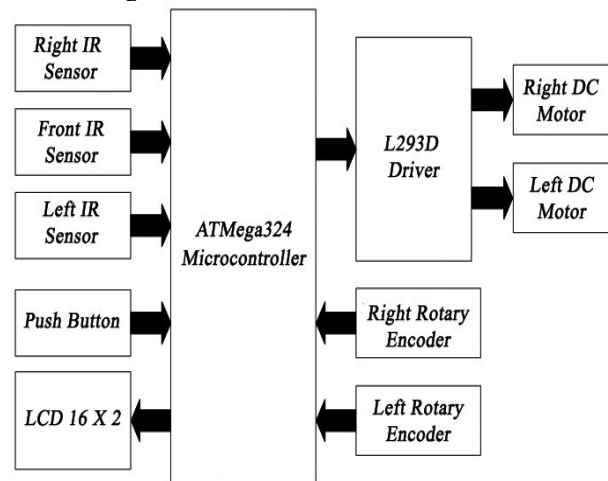 Right IR
Sensor
Front IR
Sensor
Left IR
Sensor
Push Button
LCD 16 X 2
ATMega324
Microcontroller
L293D
Driver
Right DC
Motor
Left DC
Motor
Right Rotary
Encoder
Left Rotary
Encoder